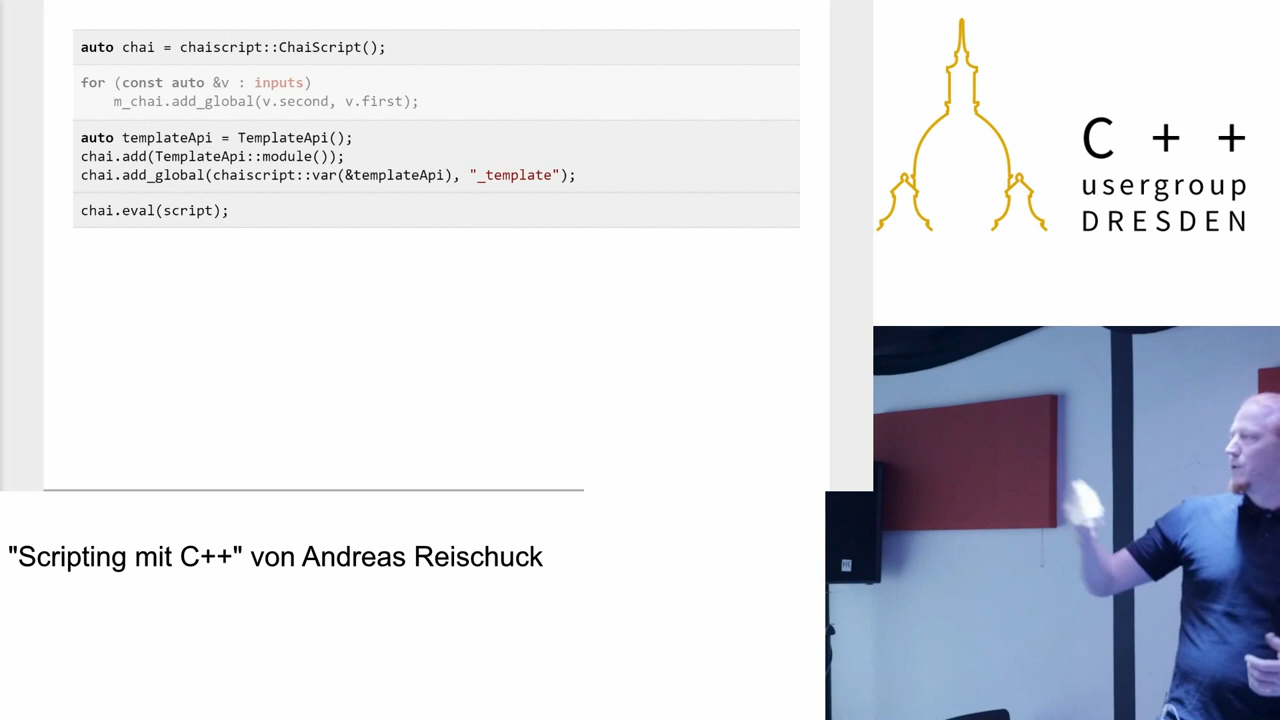 auto chai = chaiscript::ChaiScript();
for (const auto &v : inputs)
    m_chai.add_global(v.second, v.first);
auto templateApi = TemplateApi();
chai.add(TemplateApi::module());
chai.add_global(chaiscript::var(&templateApi), "_template");
chai.eval(script);
C + +
usergroup
DRESDEN
"Scripting mit C++" von Andreas Reischuck